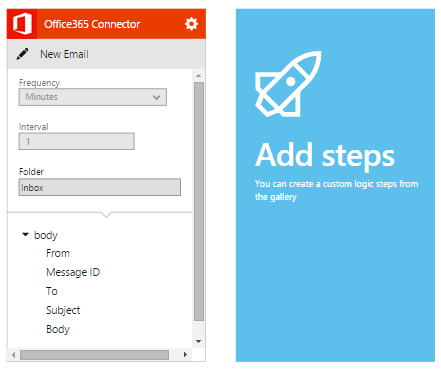 Office365 Connector
New Email
Frequency
Minutes
Interval
1
Folder
Inbox
body
From
Message ID
To
Subject
Body
Add steps
You can create a custom logic steps from
the gallery